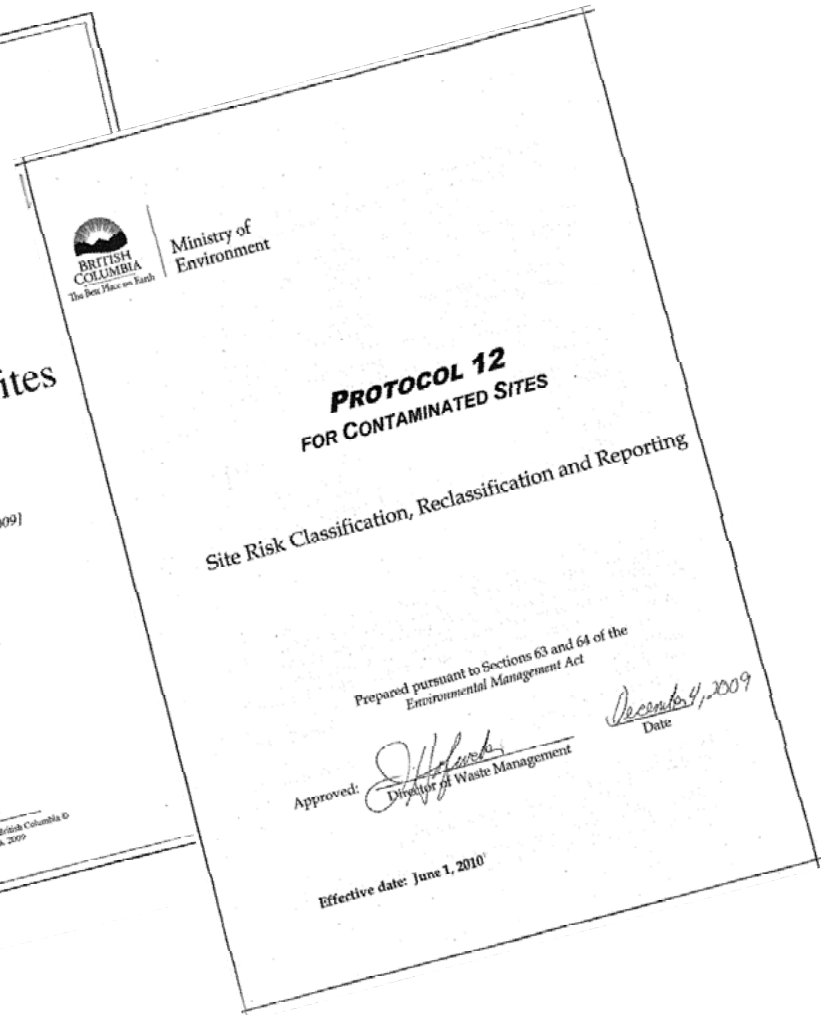 ites
009]
British Columbia ©
, 2009
BRITISH
COLUMBIA
The Best Place on Earth
Ministry of
Environment
PROTOCOL 12
FOR CONTAMINATED SITES
Site Risk Classification, Reclassification and Reporting
Prepared pursuant to Sections 63 and 64 of the
Environmental Management Act
December 4, 2009
Date
Approved:
Director of Waste Management
Effective date: June 1, 2010